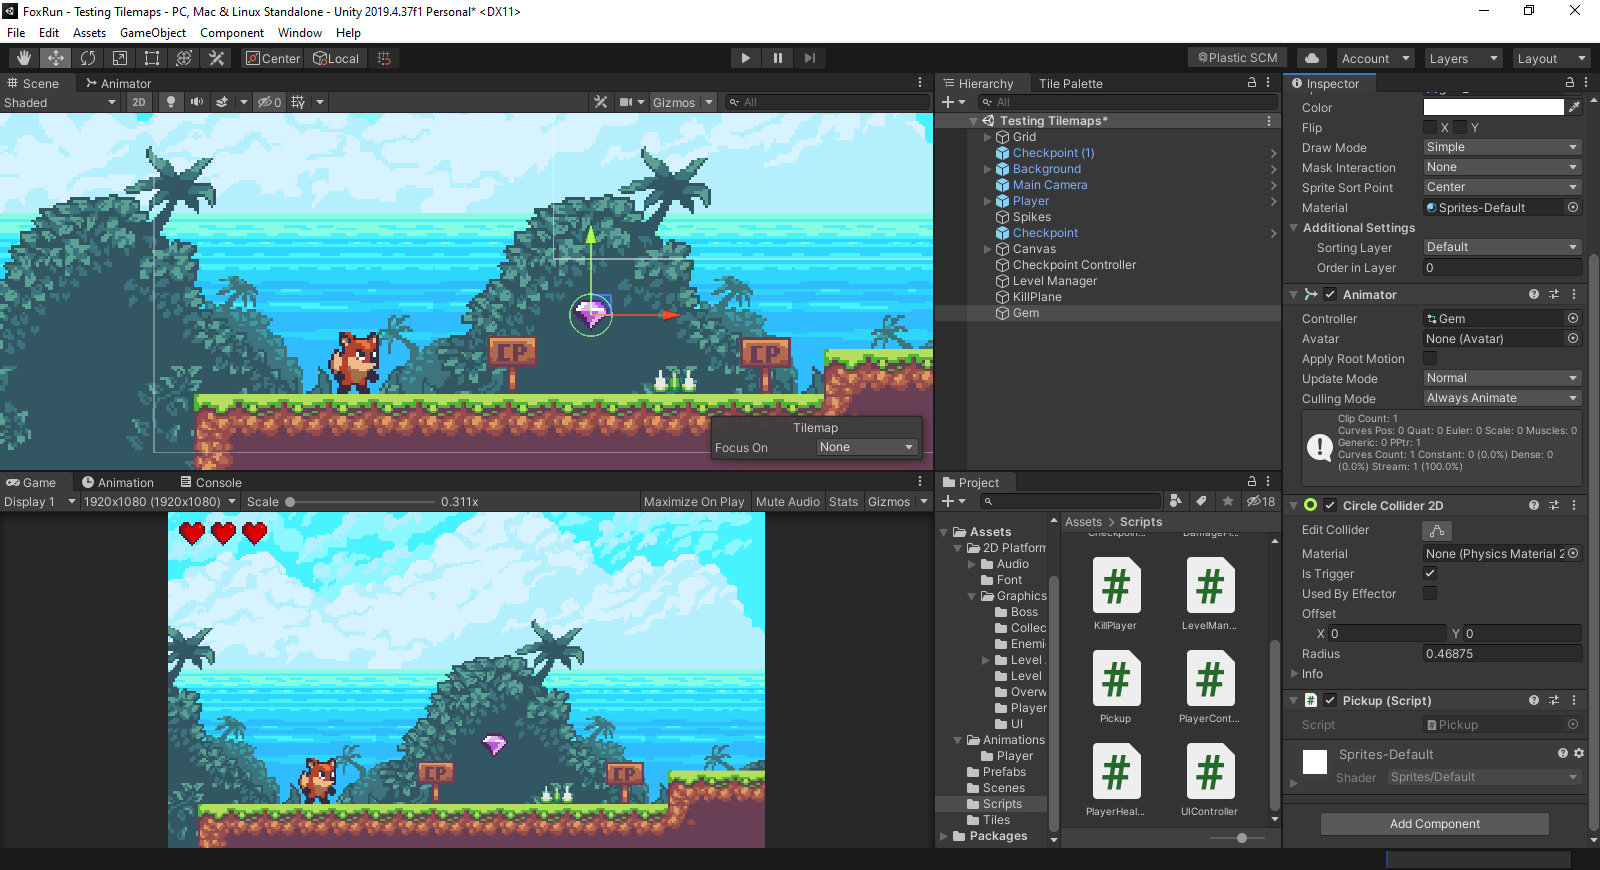 FoxRun - Testing Tilemaps - PC, Mac & Linux Standalone - Unity 2019.4.37f1 Personal* <DX11>
File Edit Assets GameObject Component Window Help
Center Local
Plastic SCM Account Layers Layout
Scene Animator
Shaded 2D 0 Gizmos All
CP CP
Tilemap
Focus On None
Hierarchy Tile Palette
All
Testing Tilemaps*
Grid
Checkpoint (1)
Background
Main Camera
Player
Spikes
Checkpoint
Canvas
Checkpoint Controller
Level Manager
KillPlane
Gem
Game Animation Console
Display 1 1920x1080 (1920x1080) Scale 0.311x Maximize On Play Mute Audio Stats Gizmos
CP CP
Project
18
Assets
2D Platform
Audio
Font
Graphics
Boss
Collec
Enemi
Level
Level
Overw
Player
UI
Animations
Player
Prefabs
Scenes
Scripts
Tiles
Packages
Assets > Scripts
KillPlayer LevelMan...
Pickup PlayerCont...
PlayerHeal... UIController
Inspector
Color
Flip X Y
Draw Mode Simple
Mask Interaction None
Sprite Sort Point Center
Material Sprites-Default
Additional Settings
Sorting Layer Default
Order in Layer 0
Animator
Controller Gem
Avatar None (Avatar)
Apply Root Motion
Update Mode Normal
Culling Mode Always Animate
Clip Count: 1
Curves Pos: 0 Quat: 0 Euler: 0 Scale: 0 Muscles: 0
Generic: 0 PPtr: 1
Curves Count: 1 Constant: 0 (0.0%) Dense: 0
(0.0%) Stream: 1 (100.0%)
Circle Collider 2D
Edit Collider
Material None (Physics Material 2
Is Trigger
Used By Effector
Offset
X 0 Y 0
Radius 0.46875
Info
Pickup (Script)
Script Pickup
Sprites-Default
Shader Sprites/Default
Add Component